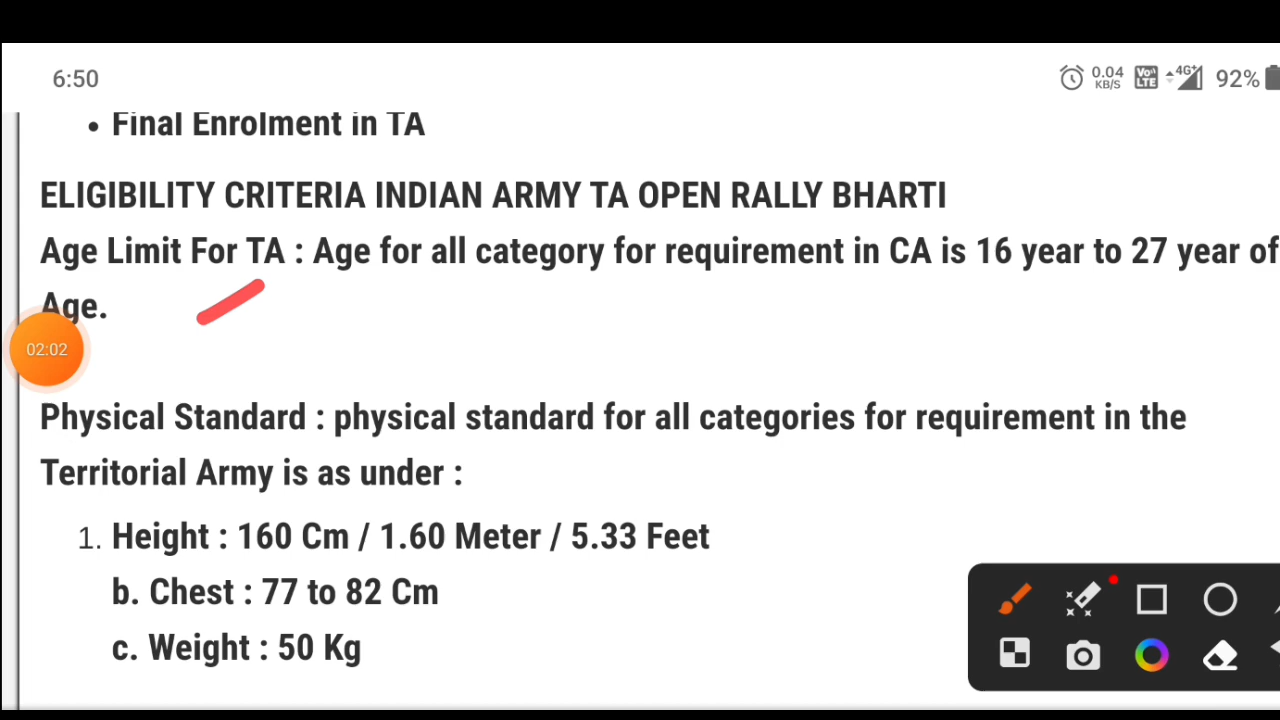 6:50
0.04 KB/S Vo)) LTE 4G+ 92%
• Final Enrolment in TA
ELIGIBILITY CRITERIA INDIAN ARMY TA OPEN RALLY BHARTI
Age Limit For TA : Age for all category for requirement in CA is 16 year to 27 year of
Age.
02:02
Physical Standard : physical standard for all categories for requirement in the
Territorial Army is as under :
1. Height : 160 Cm / 1.60 Meter / 5.33 Feet
b. Chest : 77 to 82 Cm
c. Weight : 50 Kg